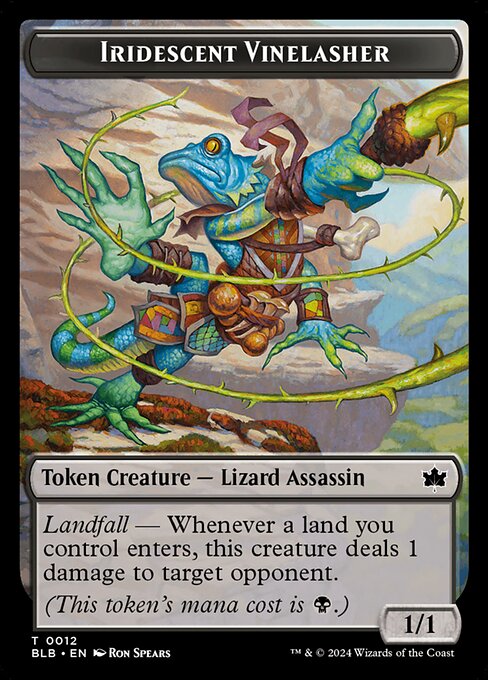 Iridescent Vinelasher
Token Creature — Lizard Assassin
Landfall — Whenever a land you
control enters, this creature deals 1
damage to target opponent.
(This token's mana cost is .)
1/1
T 0012
BLB • EN Ron Spears
™ & © 2024 Wizards of the Coast